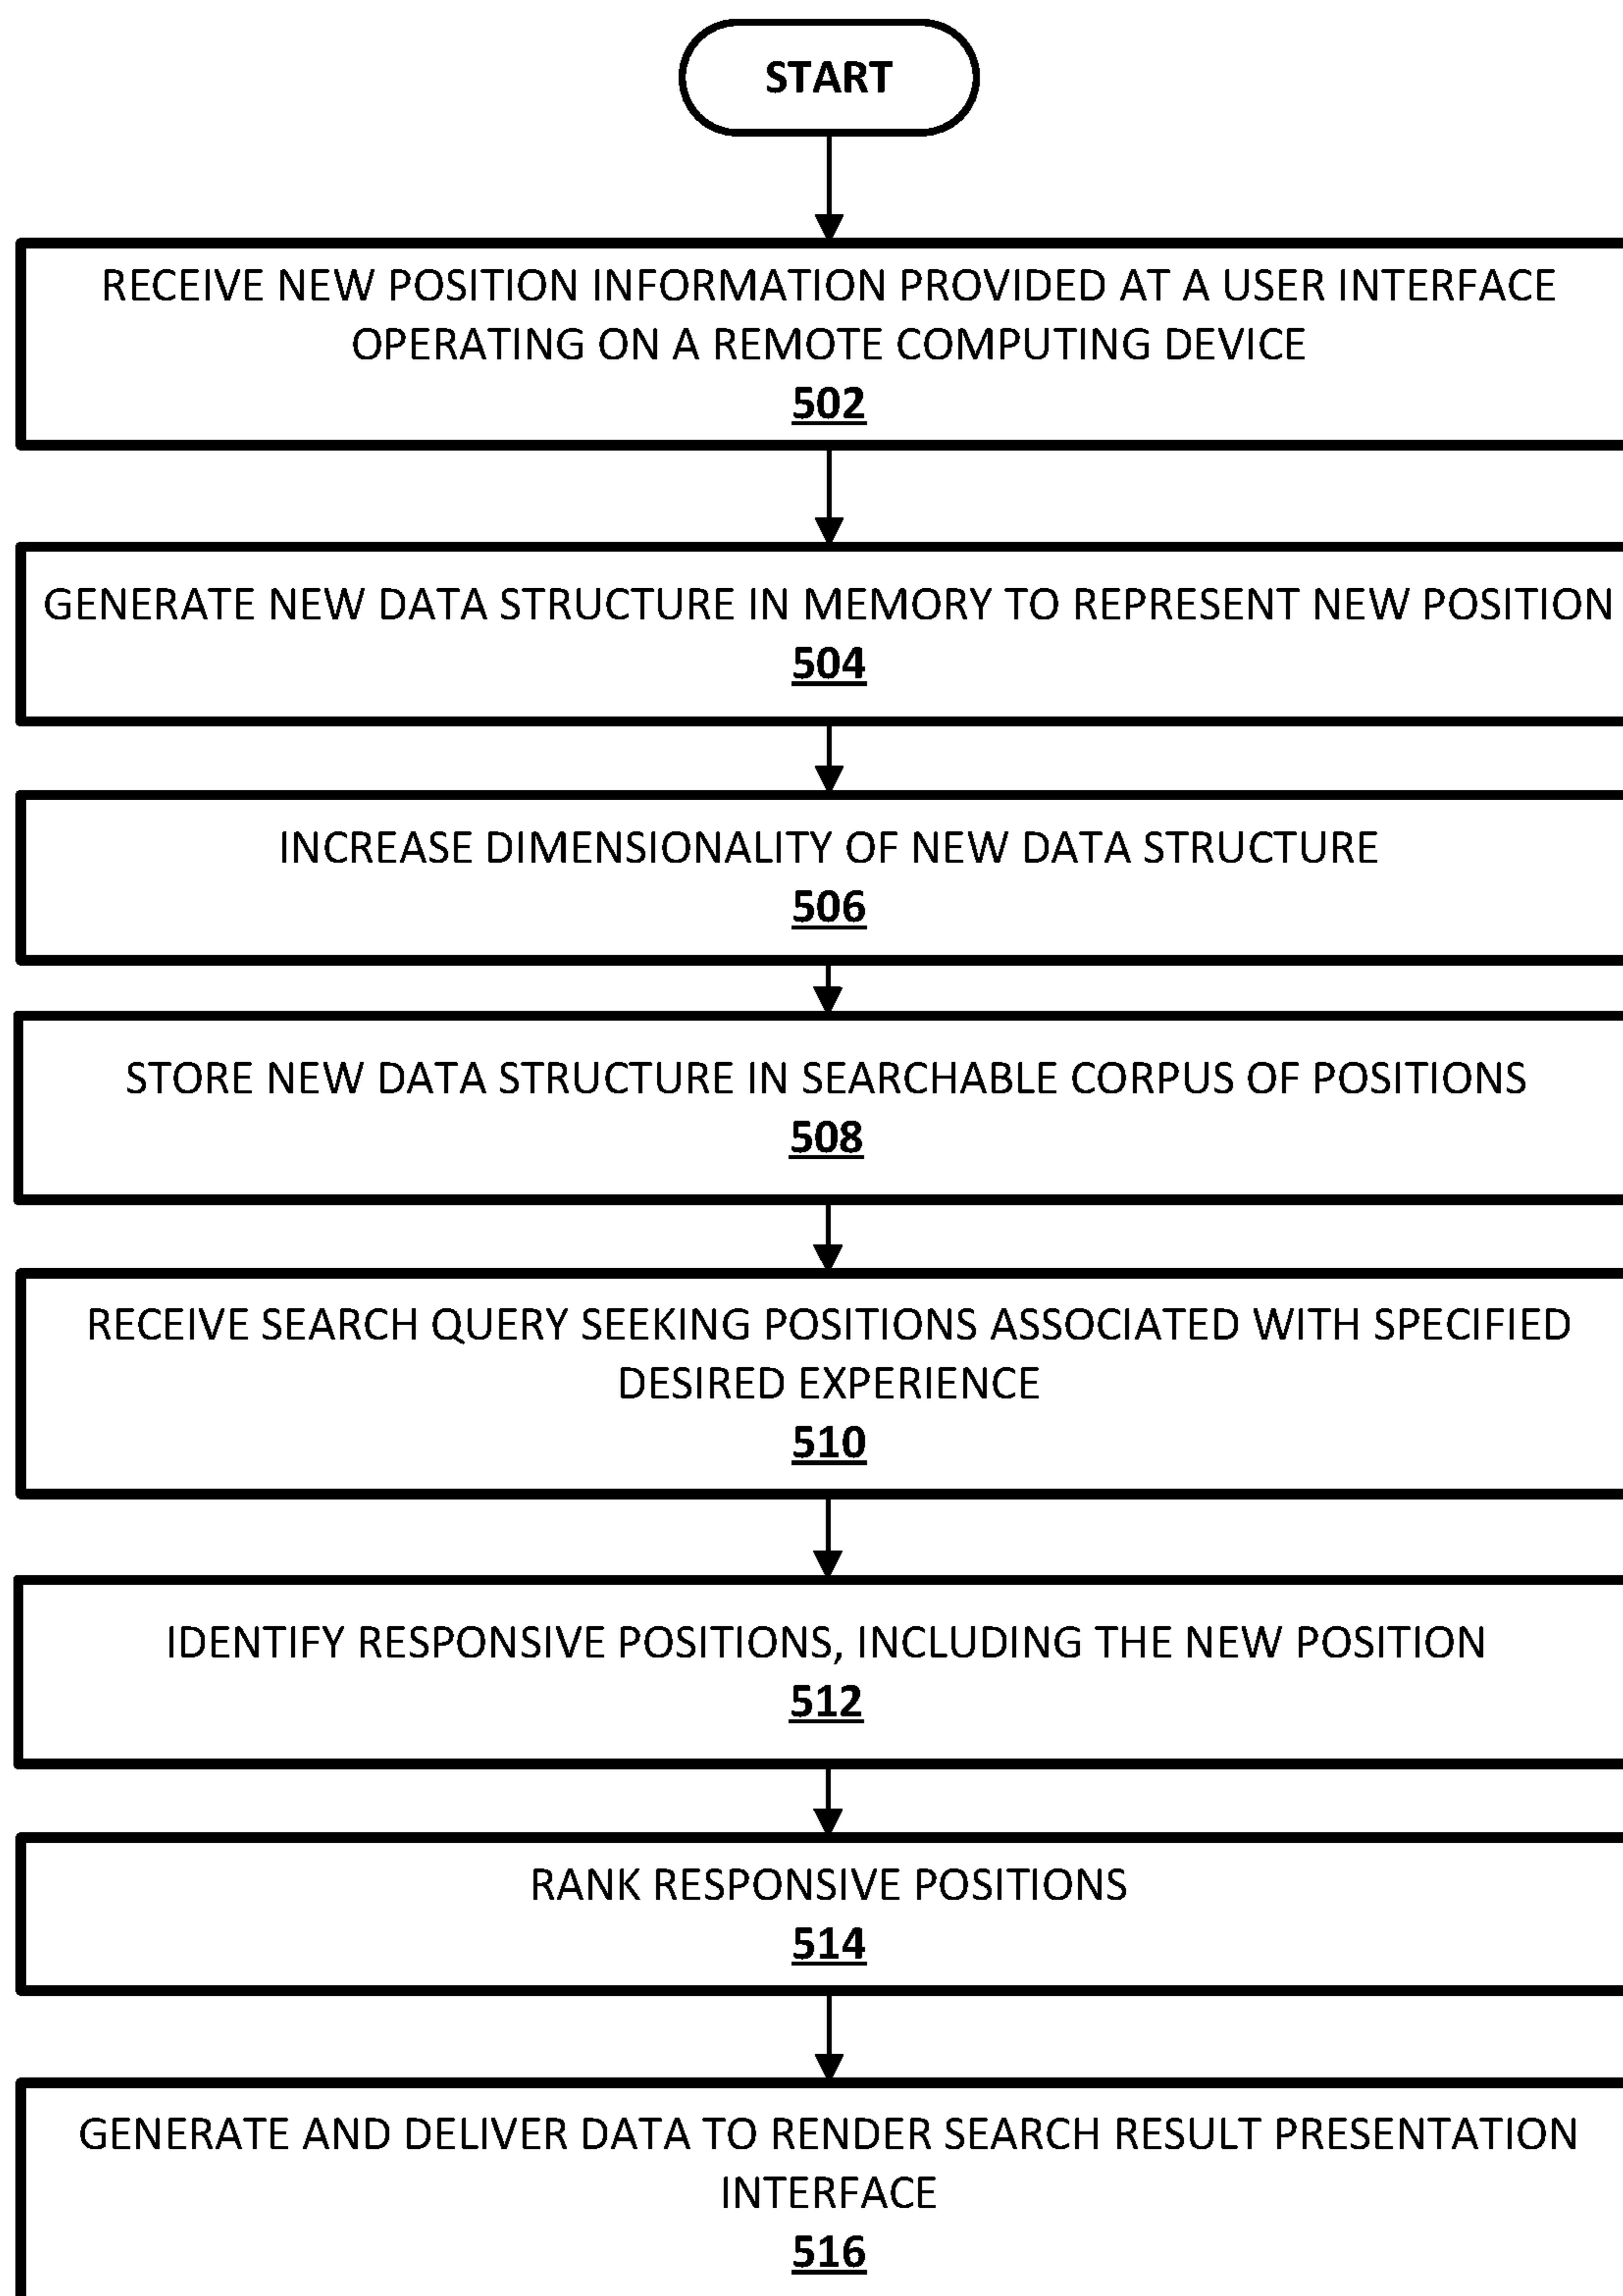 START
RECEIVE NEW POSITION INFORMATION PROVIDED AT A USER INTERFACE
OPERATING ON A REMOTE COMPUTING DEVICE
502
GENERATE NEW DATA STRUCTURE IN MEMORY TO REPRESENT NEW POSITION
504
INCREASE DIMENSIONALITY OF NEW DATA STRUCTURE
506
STORE NEW DATA STRUCTURE IN SEARCHABLE CORPUS OF POSITIONS
508
RECEIVE SEARCH QUERY SEEKING POSITIONS ASSOCIATED WITH SPECIFIED
DESIRED EXPERIENCE
510
IDENTIFY RESPONSIVE POSITIONS, INCLUDING THE NEW POSITION
512
RANK RESPONSIVE POSITIONS
514
GENERATE AND DELIVER DATA TO RENDER SEARCH RESULT PRESENTATION
INTERFACE
516